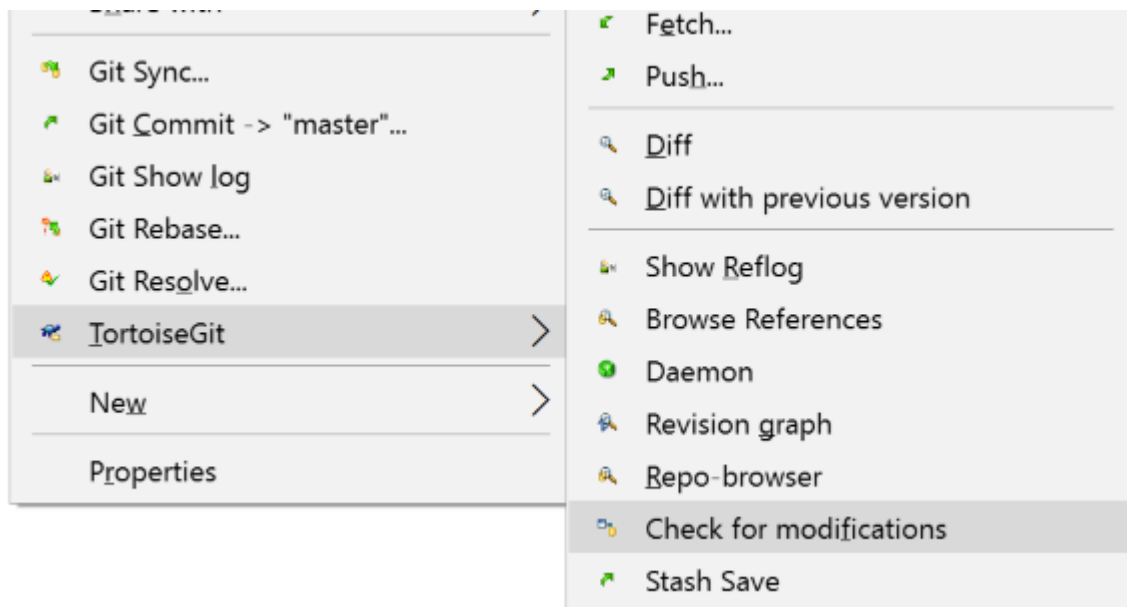 Git Sync...
Git Commit -> "master"...
Git Show log
Git Rebase...
Git Resolve...
TortoiseGit
New
Properties
Fetch...
Push...
Diff
Diff with previous version
Show Reflog
Browse References
Daemon
Revision graph
Repo-browser
Check for modifications
Stash Save